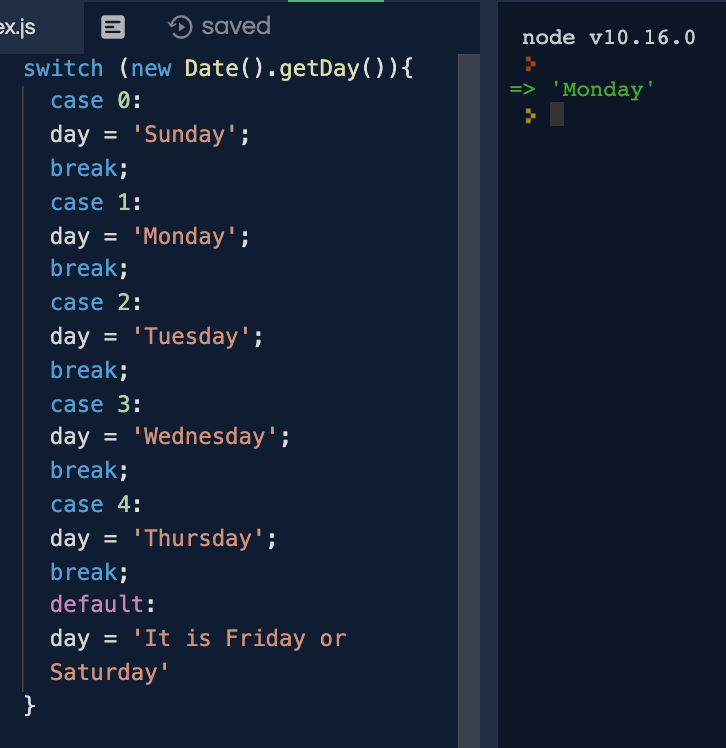 ex.js
saved
switch (new Date().getDay()){
case 0:
day = 'Sunday';
break;
case 1:
day = 'Monday';
break;
case 2:
day = 'Tuesday';
break;
case 3:
day = 'Wednesday';
break;
case 4:
day = 'Thursday';
break;
default:
day = 'It is Friday or
Saturday'
}
node v10.16.0
=> 'Monday'